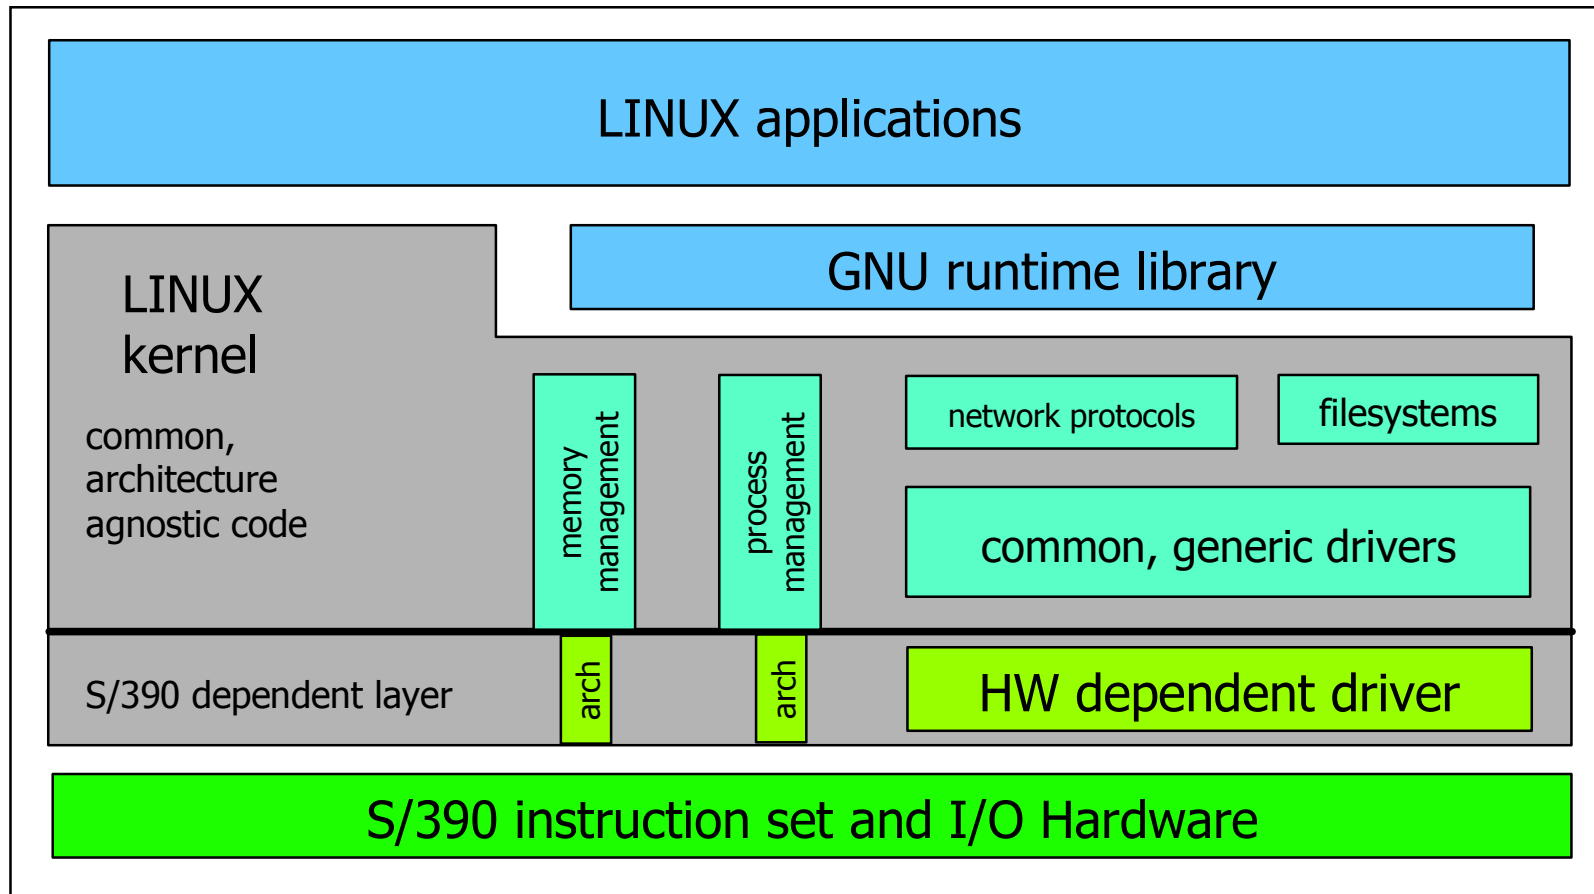 LINUX applications
GNU runtime library
LINUX
kernel
common,
architecture
agnostic code
memory
management
process
management
network protocols
filesystems
common, generic drivers
S/390 dependent layer
arch
arch
HW dependent driver
S/390 instruction set and I/O Hardware